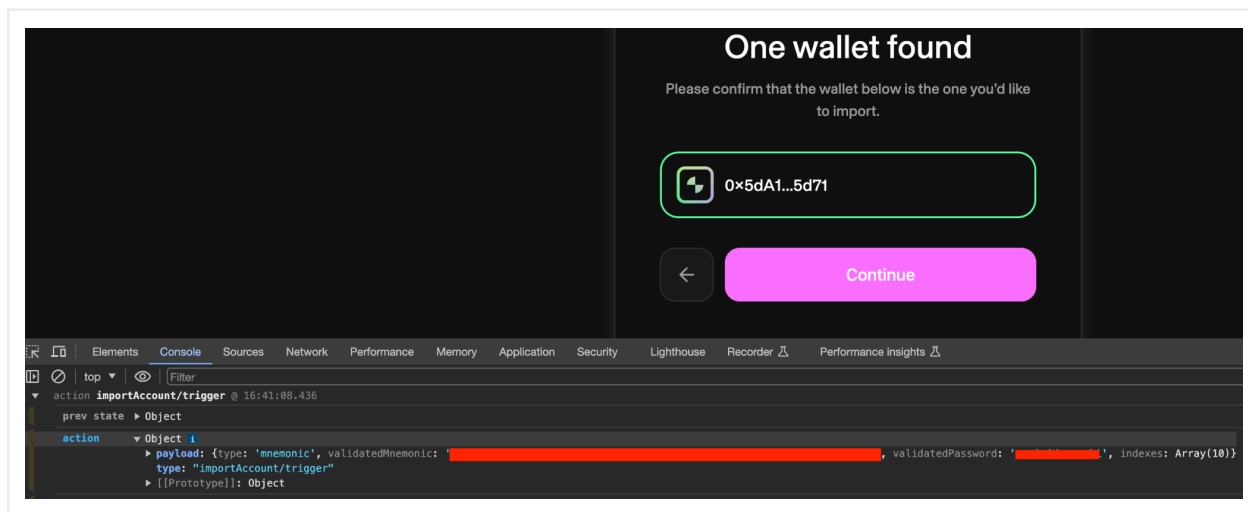 One wallet found
Please confirm that the wallet below is the one you'd like
to import.
0×5dA1...5d71
Continue
Elements Console Sources Network Performance Memory Application Security Lighthouse Recorder Performance insights
top Filter
action importAccount/trigger @ 16:41:08.436
prev state Object
action Object i
payload: {type: 'mnemonic', validatedMnemonic: ' , validatedPassword: ' ', indexes: Array(10)}
type: "importAccount/trigger"
[[Prototype]]: Object